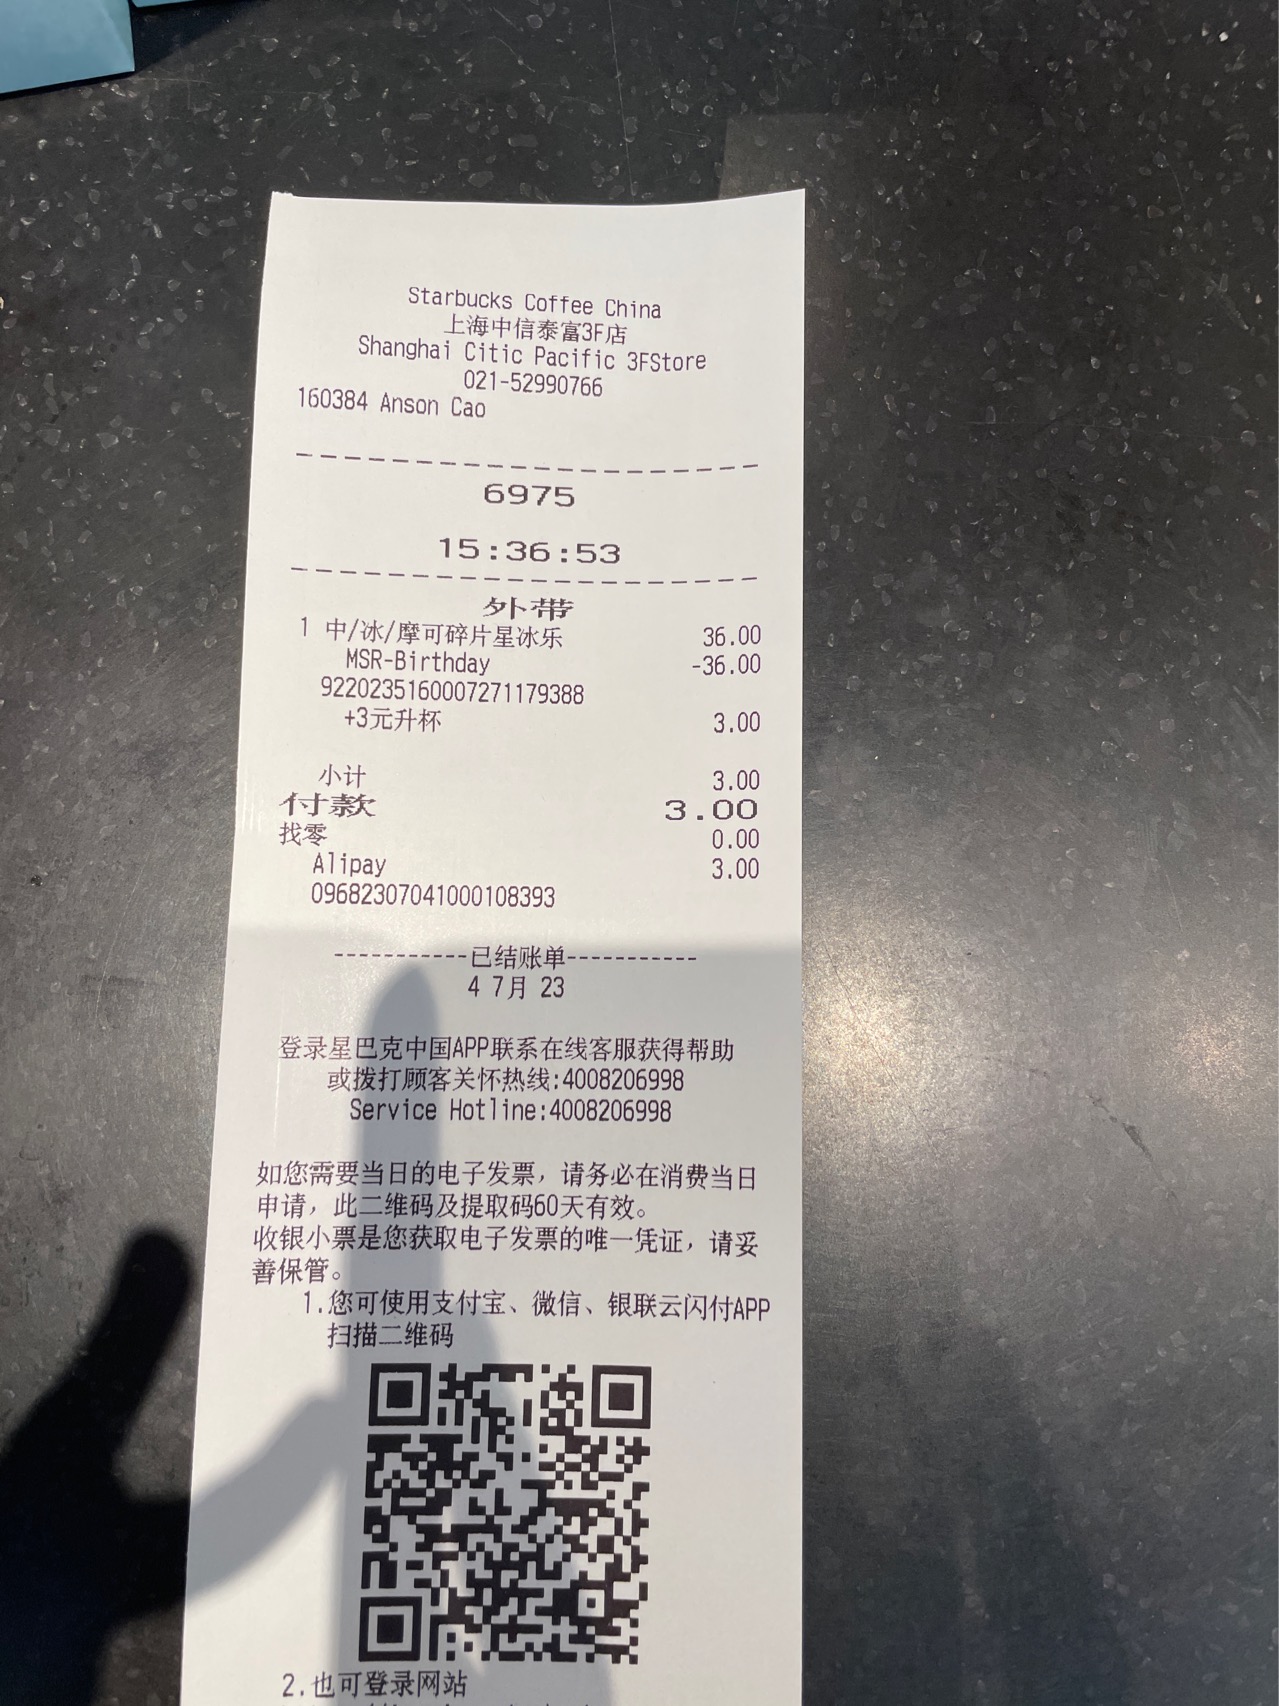 Starbucks Coffee China
上海中信泰富3F店
Shanghai Citic Pacific 3FStore
021-52990766
160384 Anson Cao
--------------------
6975
15:36:53
--------------------
外带
1 中/冰/摩可碎片星冰乐 36.00
MSR-Birthday -36.00
9220235160007271179388
+3元升杯 3.00
小计 3.00
付款 3.00
找零 0.00
Alipay 3.00
09682307041000108393
-----------已结账单-----------
4 7月 23
登录星巴克中国APP联系在线客服获得帮助
或拨打顾客关怀热线:4008206998
Service Hotline:4008206998
如您需要当日的电子发票，请务必在消费当日
申请，此二维码及提取码60天有效。
收银小票是您获取电子发票的唯一凭证，请妥
善保管。
1.您可使用支付宝、微信、银联云闪付APP
扫描二维码
2.也可登录网站